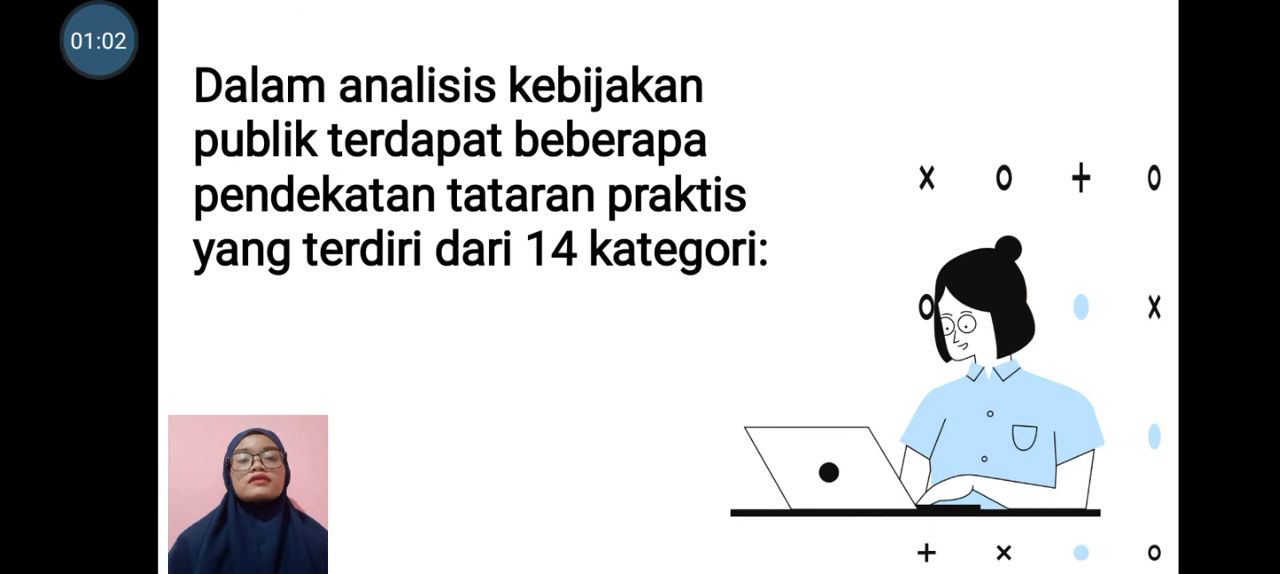 01:02
Dalam analisis kebijakan
publik terdapat beberapa
pendekatan tataran praktis
yang terdiri dari 14 kategori: